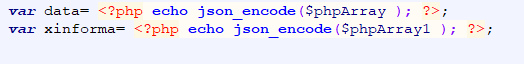 var data= <?php echo json_encode($phpArray ); ?>;
var xinforma= <?php echo json_encode($phpArray1 ); ?>;